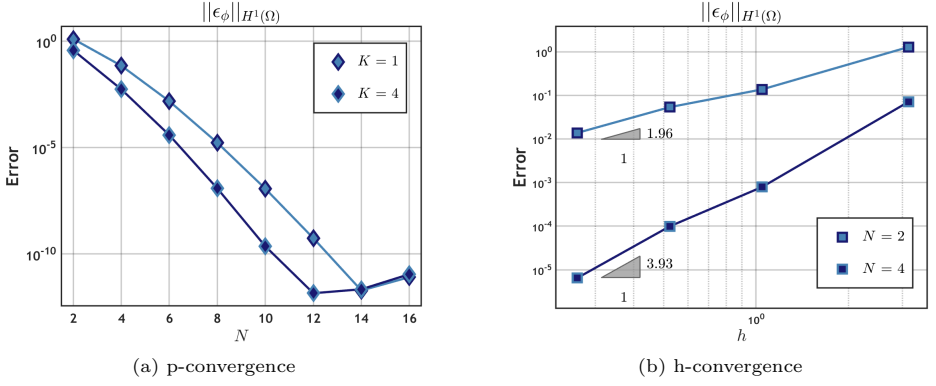 ||ϵ_ϕ||_{H^1(Ω)}
10^0
10^-5
10^-10
Error
K = 1
K = 4
2 4 6 8 10 12 14 16
N
(a) p-convergence
||ϵ_ϕ||_{H^1(Ω)}
10^0
10^-1
10^-2
10^-3
10^-4
10^-5
Error
1.96
1
3.93
1
N = 2
N = 4
10^0
h
(b) h-convergence